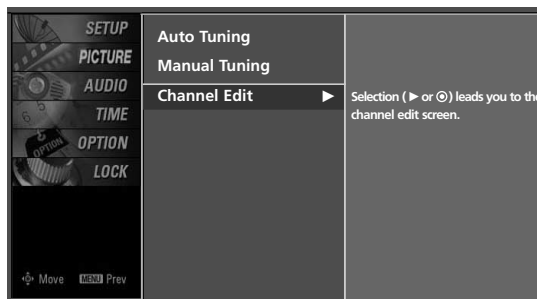 SETUP
PICTURE
AUDIO
TIME
OPTION
LOCK
Move MENU Prev
Auto Tuning
Manual Tuning
Channel Edit ►
Selection ( ► or ⊙) leads you to the
channel edit screen.